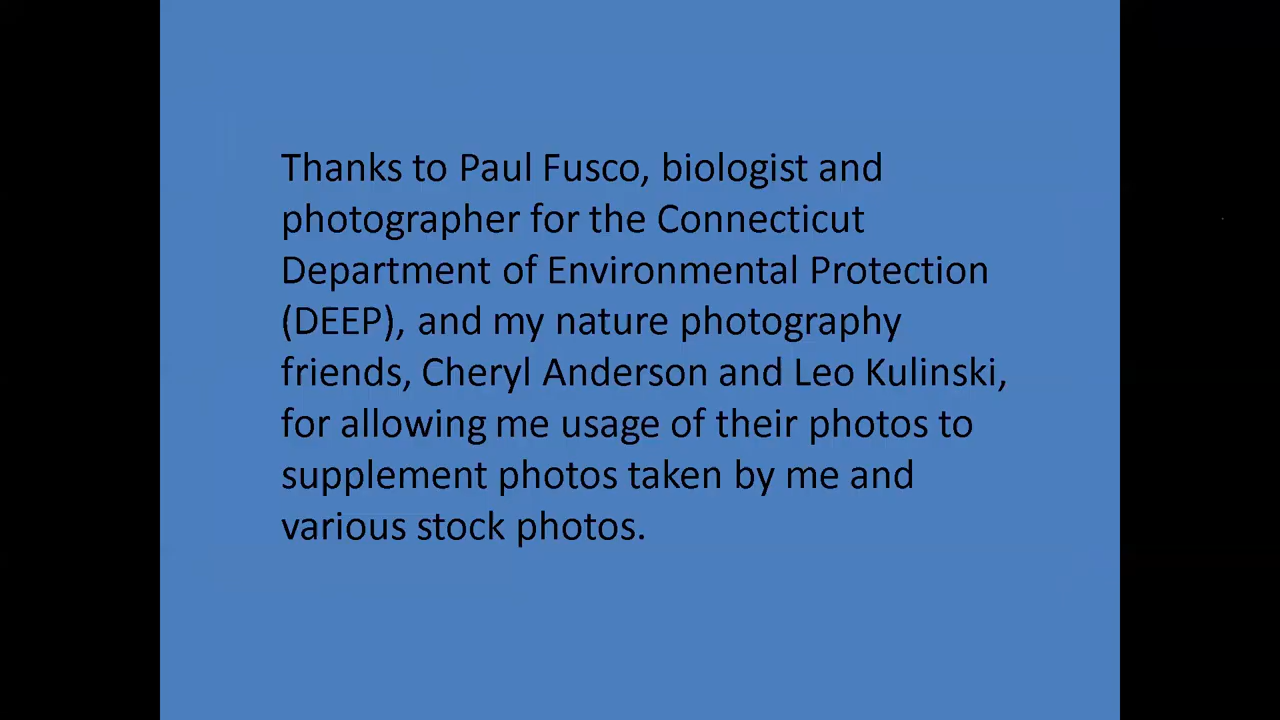 Thanks to Paul Fusco, biologist and
photographer for the Connecticut
Department of Environmental Protection
(DEEP), and my nature photography
friends, Cheryl Anderson and Leo Kulinski,
for allowing me usage of their photos to
supplement photos taken by me and
various stock photos.